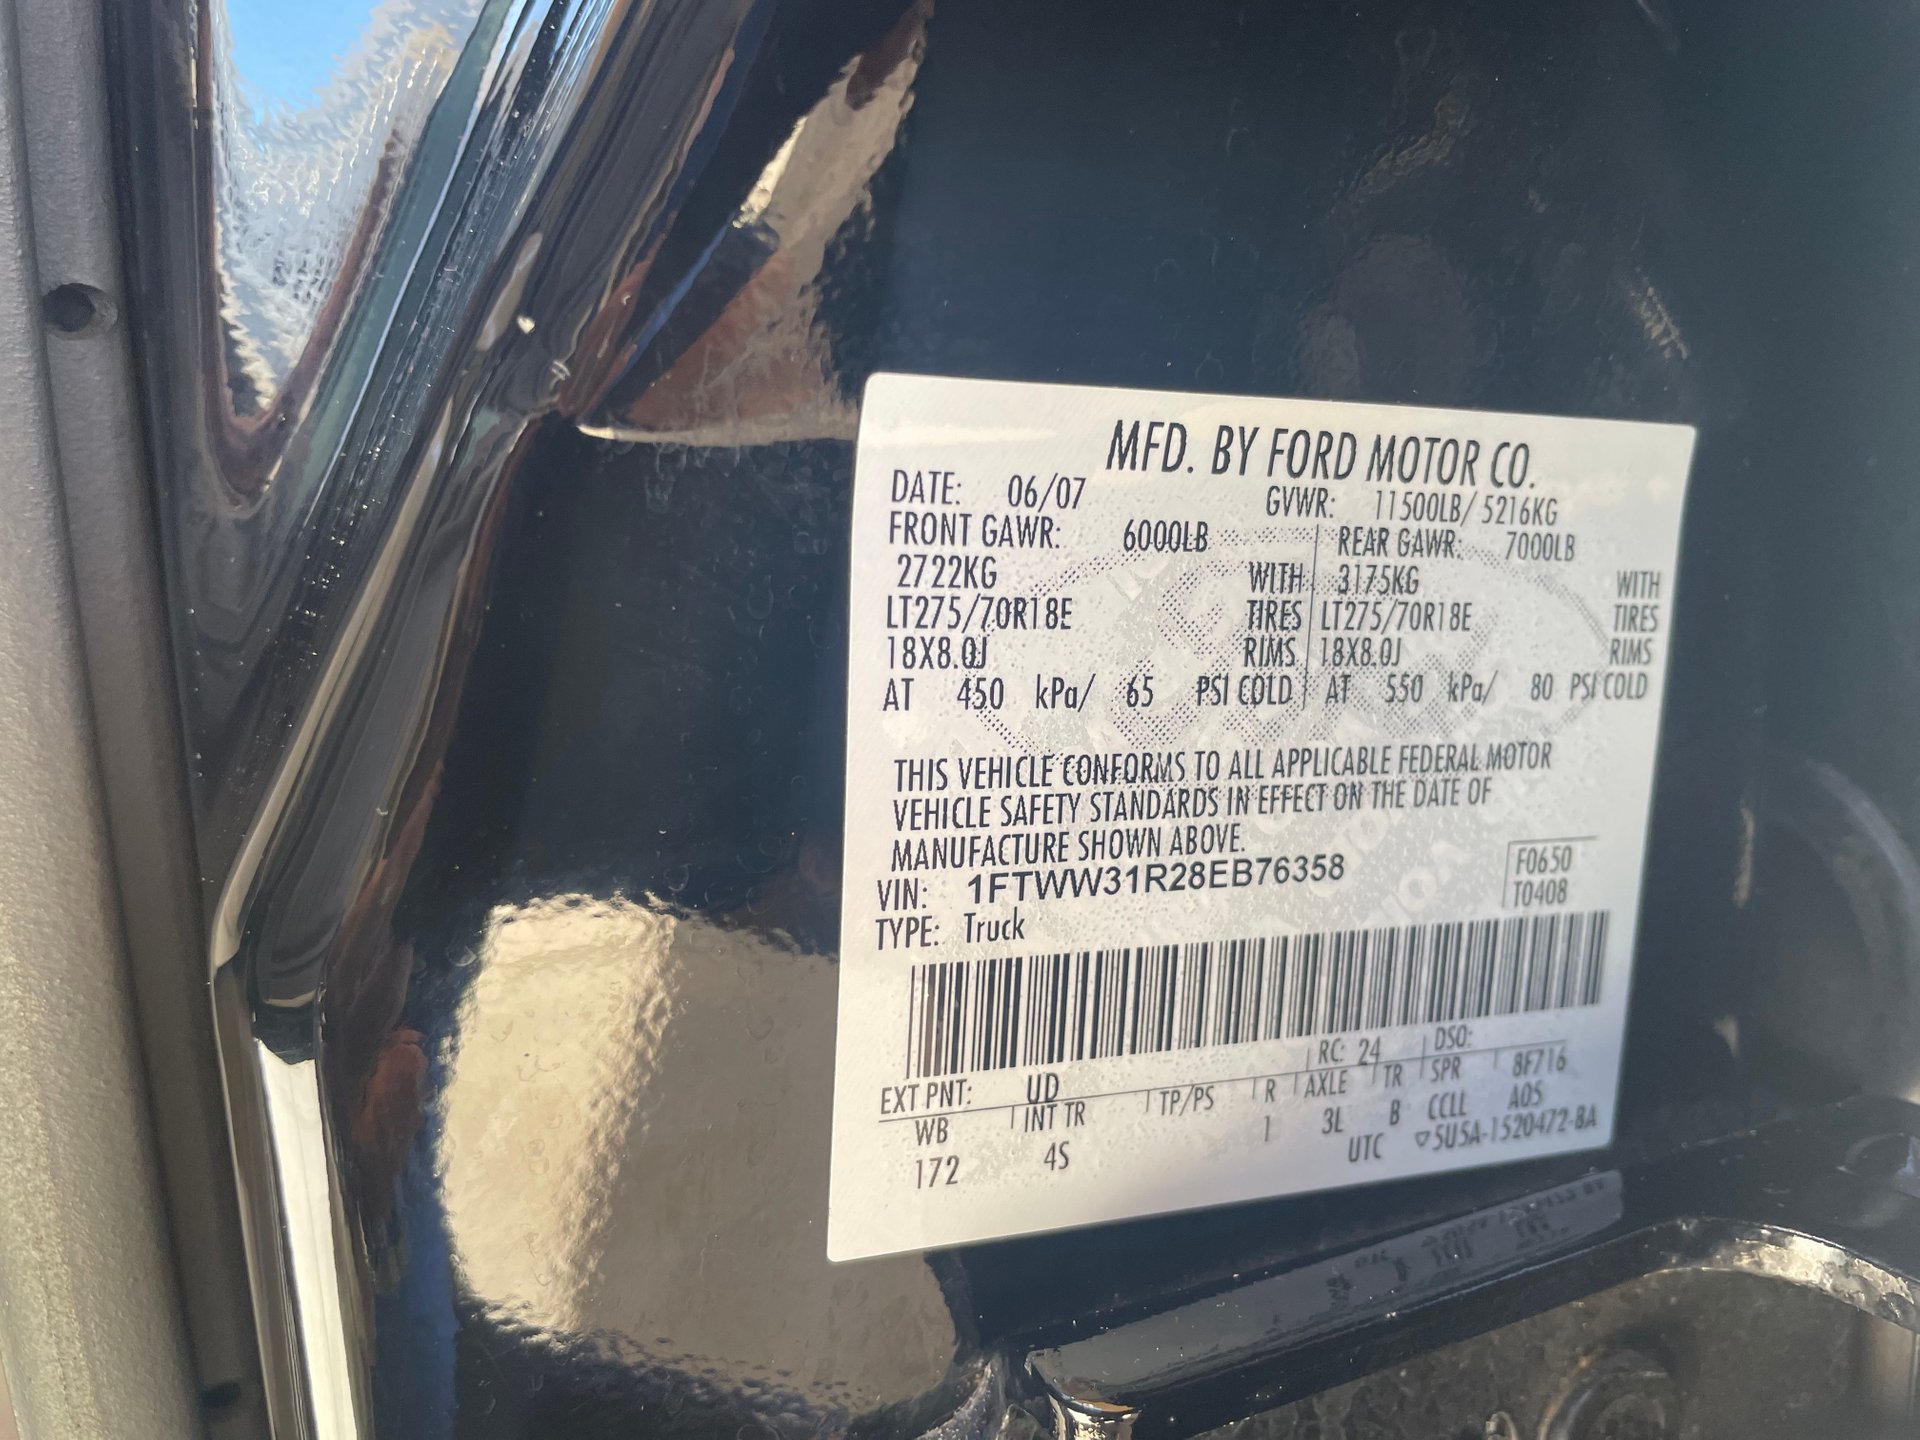 MFD. BY FORD MOTOR CO.
DATE: 06/07 GVWR: 11500LB/ 5216KG
FRONT GAWR: 6000LB REAR GAWR: 7000LB
2722KG WITH 3175KG WITH
LT275/70R18E TIRES LT275/70R18E TIRES
18X8.0J RIMS 18X8.0J RIMS
AT 450 kPa/ 65 PSI COLD AT 550 kPa/ 80 PSI COLD
THIS VEHICLE CONFORMS TO ALL APPLICABLE FEDERAL MOTOR
VEHICLE SAFETY STANDARDS IN EFFECT ON THE DATE OF
MANUFACTURE SHOWN ABOVE.
VIN: 1FTWW31R28EB76358 F0650
TYPE: Truck T0408
RC: 24 DSO:
EXT PNT: UD
WB INT TR TP/PS R AXLE TR SPR 8F716
172 4S 1 3L B CCLL A05
UTC ▽5U5A-1520472-BA